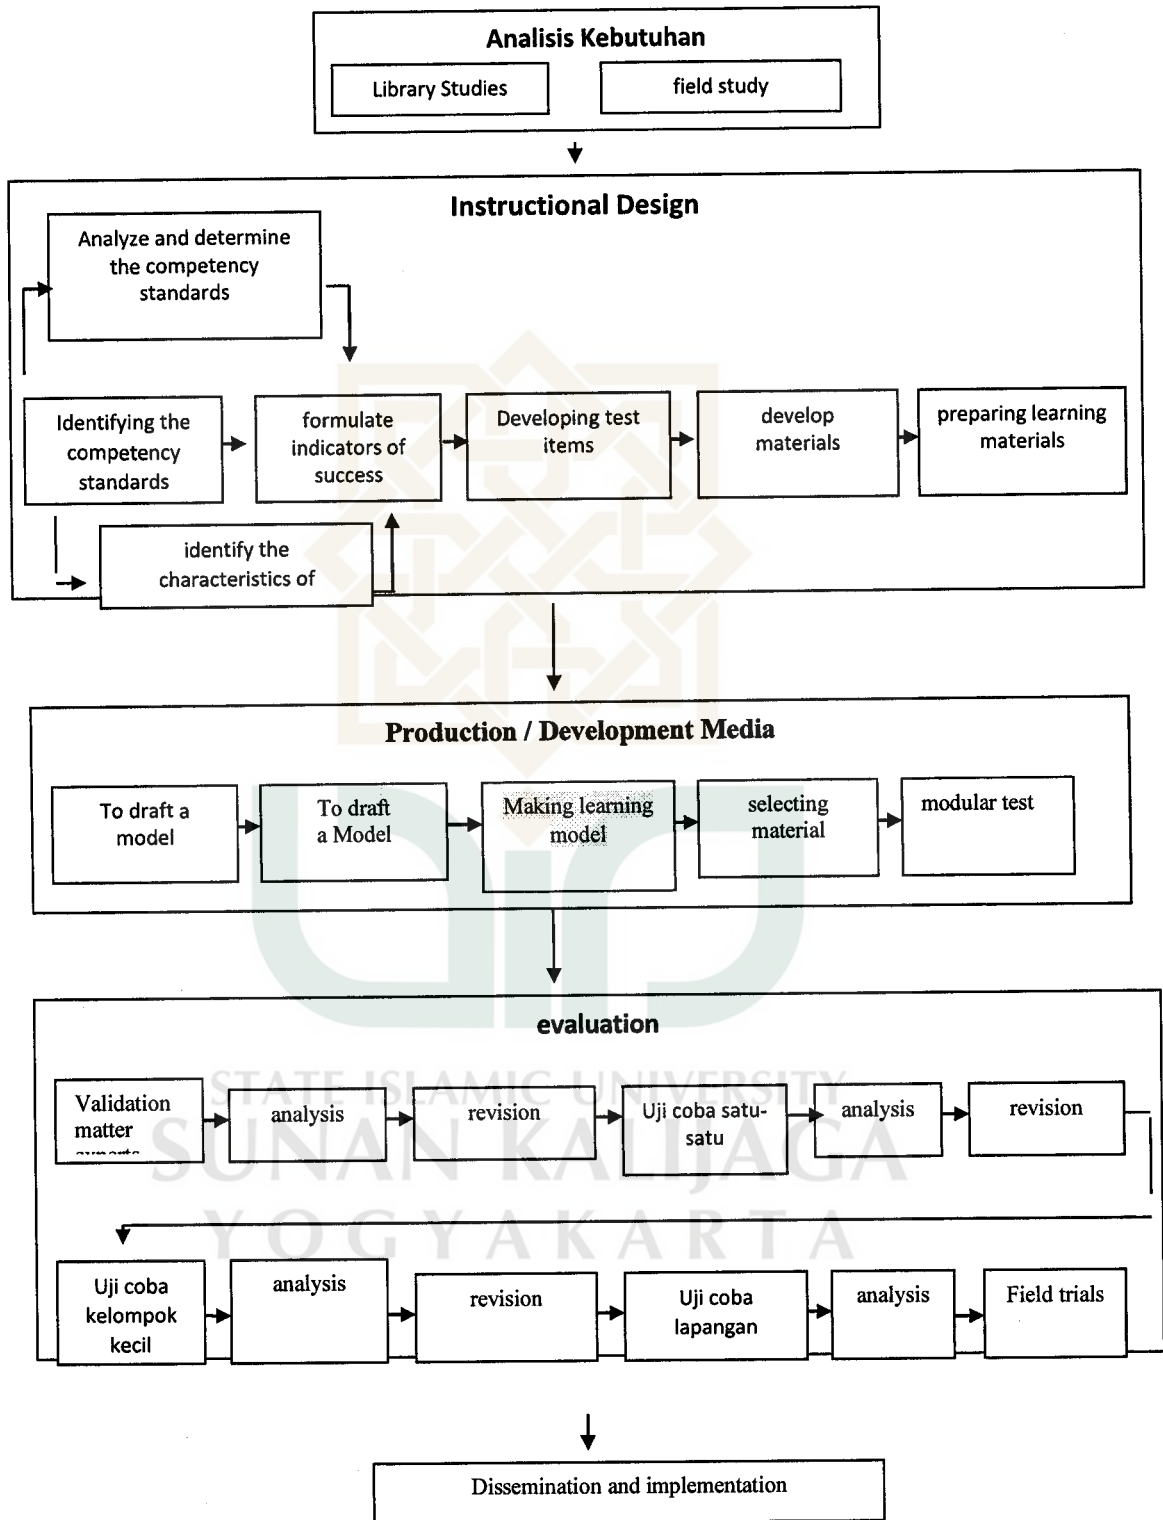 Analisis Kebutuhan
Library Studies
field study
Instructional Design
Analyze and determine
the competency
standards
Identifying the
competency
standards
formulate
indicators of
success
Developing test
items
develop
materials
preparing learning
materials
identify the
characteristics of
Production / Development Media
To draft a
model
To draft
a Model
Making learning
model
selecting
material
modular test
evaluation
Validation
matter
analysis
revision
Uji coba satu-
satu
analysis
revision
STATE ISLAMIC UNIVERSITY
SUNAN KALIJAGA
YOGYAKARTA
Uji coba
kelompok
kecil
analysis
revision
Uji coba
lapangan
analysis
Field trials
Dissemination and implementation